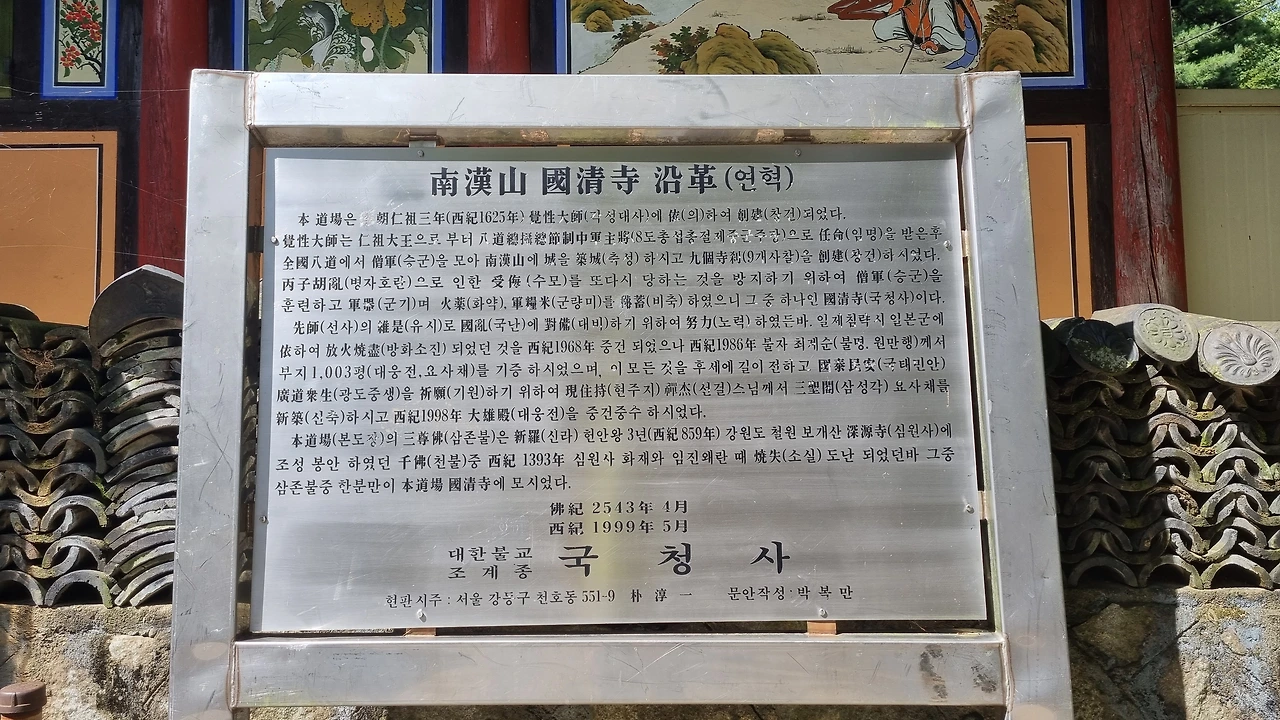 南漢山 國清寺 沿革(연혁)
本 道場은 朝仁祖三年(西紀1625年) 覺性大師(각성대사)에 依(의)하여 創建(창건)되었다.
覺性大師는 仁祖大王으로 부터 八道總攝總節制中軍主將(8도총섭총절제중군주장)으로 任命(임명)을 받은후
全國八道에서 僧軍(승군)을 모아 南漢山에 城을 築城(축성)하시고 九個寺刹(9개사찰)을 創建(창건)하시었다.
丙子胡亂(병자호란)으로 인한 受侮(수모)를 또다시 당하는 것을 방지하기 위하여 僧軍(승군)을
훈련하고 軍器(군기)며 火薬(화약), 軍糧米(군량미)를 備蓄(비축) 하였으니 그 중 하나인 國清寺(국청사)이다.
先師(선사)의 是(유시)로 國亂(국난)에 對備(대비)하기 위하여 努力(노력)하였든바 일제침략시 일본군에
依하여 放火燒盡(방화소진) 되었던 것을 西紀1968年 중건 되었으나 西紀1986年 불자 최재순(불명, 원만행)께서
부지1,003평(대웅전,요사채)를 기증 하시었으며, 이 모든 것을 후세에 길이 전하고 國泰民安(국태민안)
廣道衆生(광도중생)을 祈願(기원)하기 위하여 現住持(현주지) 禪杰(선걸)스님께서 三聖閣(삼성각) 요사채를
新築(신축)하시고 西紀1998年 大雄殿(대웅전)을 중건중수 하시었다.
本道場(본도장)의 三尊佛(삼존불)은 新羅(신라) 헌안왕 3년(西紀 859年) 강원도 철원 보개산 深源寺(심원사)에
조성 봉안 하였던 千佛(천불)중 西紀 1393年 심원사 화재와 임진왜란 때 燒失(소실) 도난 되었던바 그중
삼존불중 한분만이 本道場 國清寺에 모시었다.
佛紀 2543年 4月
西紀 1999年 5月
대한불교
조계종 국청사
현판시주 : 서울 강동구 천호동 551-9 朴淳一 문안작성·박복만